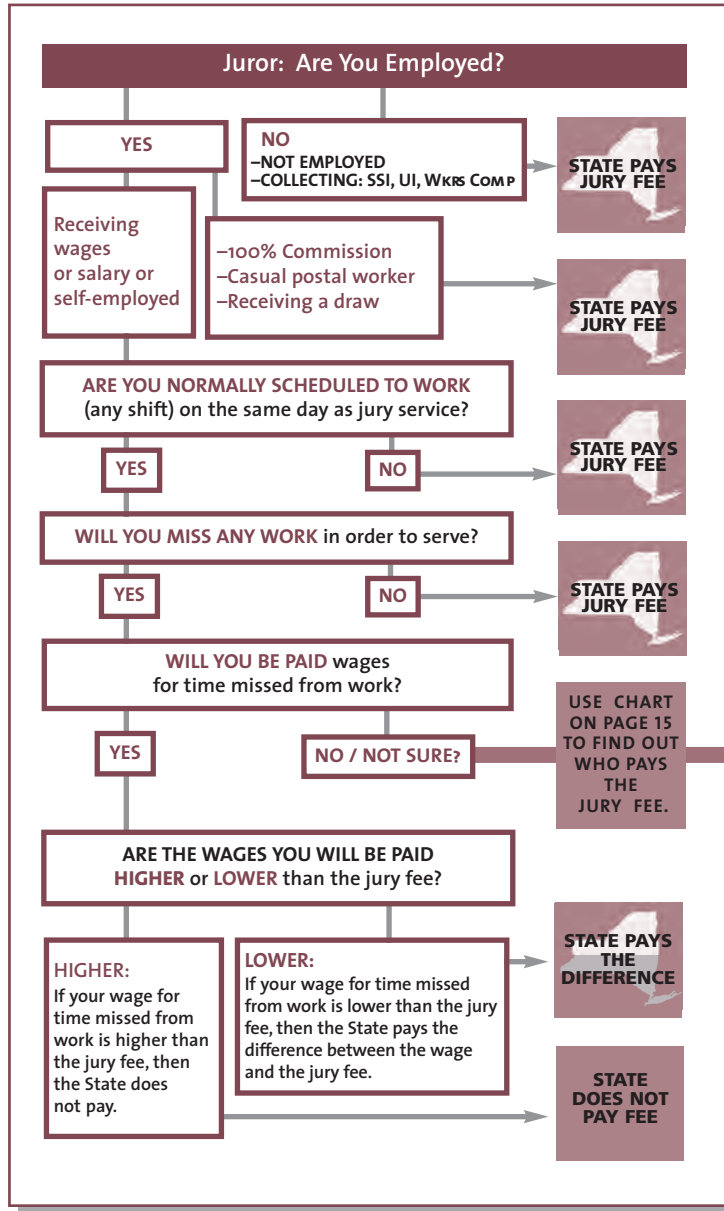 Juror: Are You Employed?
YES
NO
–NOT EMPLOYED
–COLLECTING: SSI, UI, WKRS COMP
STATE PAYS
JURY FEE
Receiving
wages
or salary or
self-employed
–100% Commission
–Casual postal worker
–Receiving a draw
STATE PAYS
JURY FEE
ARE YOU NORMALLY SCHEDULED TO WORK
(any shift) on the same day as jury service?
YES
NO
STATE PAYS
JURY FEE
WILL YOU MISS ANY WORK in order to serve?
YES
NO
STATE PAYS
JURY FEE
WILL YOU BE PAID wages
for time missed from work?
YES
NO / NOT SURE?
USE CHART
ON PAGE 15
TO FIND OUT
WHO PAYS
THE
JURY FEE.
ARE THE WAGES YOU WILL BE PAID
HIGHER or LOWER than the jury fee?
HIGHER:
If your wage for
time missed from
work is higher than
the jury fee, then
the State does
not pay.
LOWER:
If your wage for time missed
from work is lower than the jury
fee, then the State pays the
difference between the wage
and the jury fee.
STATE PAYS
THE
DIFFERENCE
STATE
DOES NOT
PAY FEE